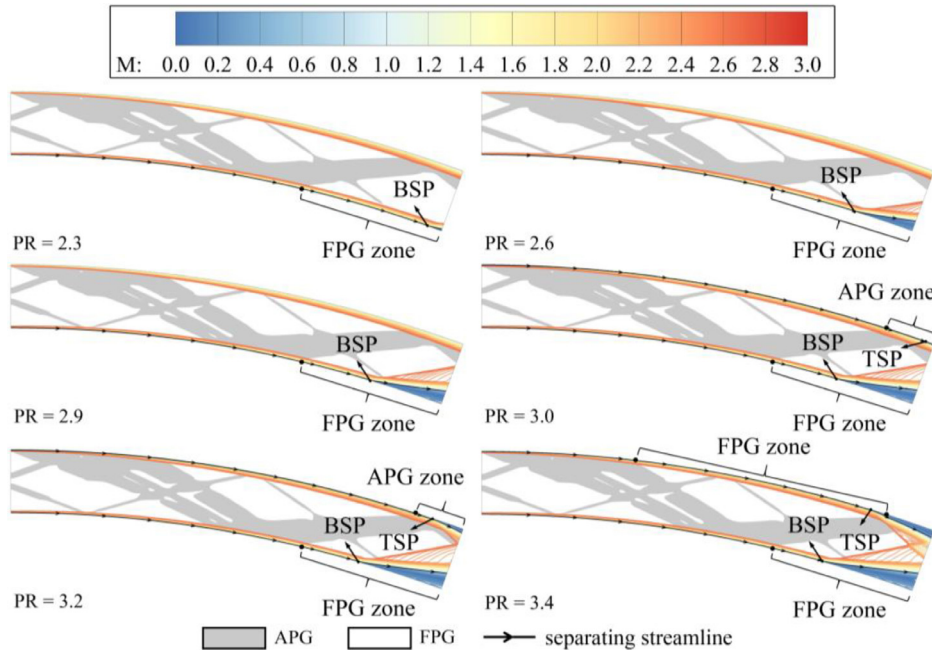 M: 0.0 0.2 0.4 0.6 0.8 1.0 1.2 1.4 1.6 1.8 2.0 2.2 2.4 2.6 2.8 3.0
BSP
FPG zone
PR = 2.3
BSP
FPG zone
PR = 2.6
BSP
FPG zone
PR = 2.9
APG zone
BSP
TSP
FPG zone
PR = 3.0
APG zone
BSP
TSP
FPG zone
PR = 3.2
FPG zone
BSP
TSP
FPG zone
PR = 3.4
APG FPG separating streamline